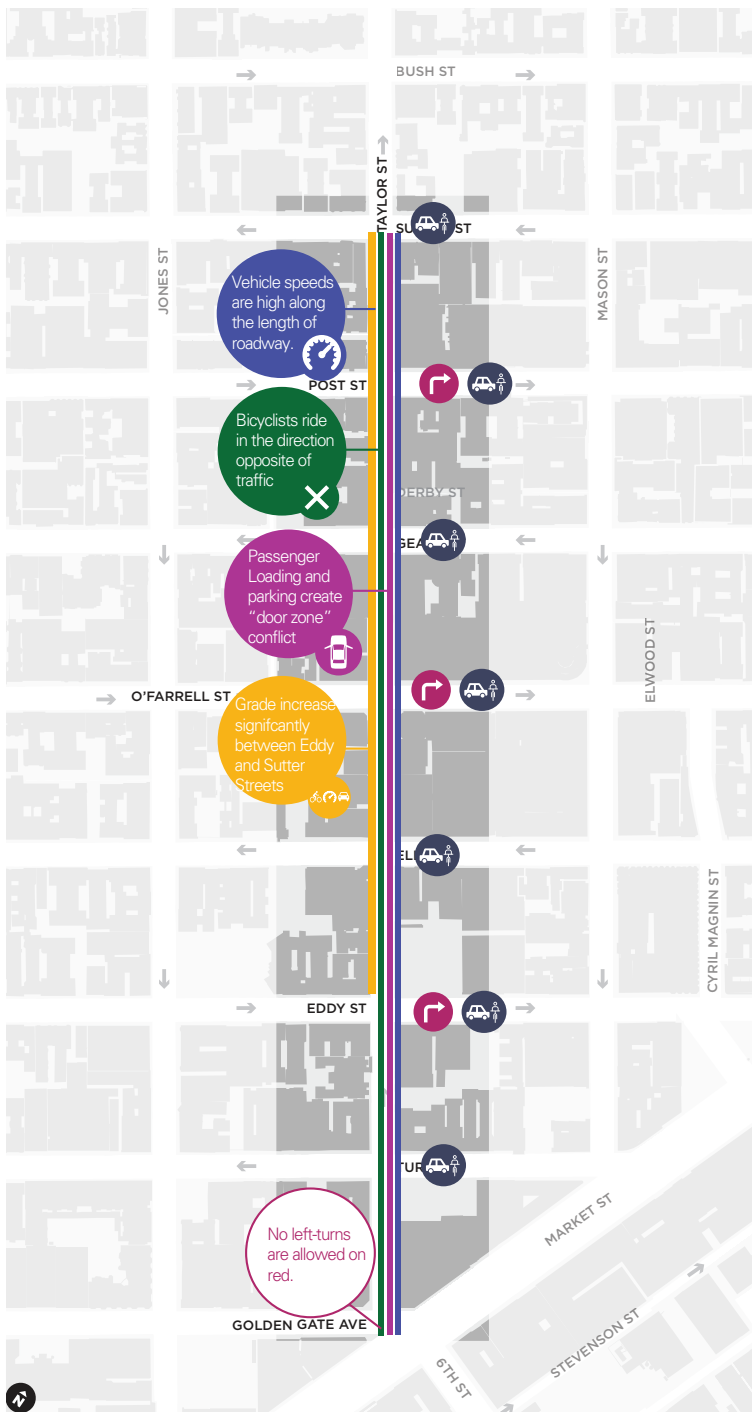 BUSH ST
TAYLOR ST
ST
JONES ST
MASON ST
Vehicle speeds
are high along
the length of
roadway.
POST ST
Bicyclists ride
in the direction
opposite of
traffic
DERBY ST
Passenger
Loading and
parking create
“door zone”
conflict
ELWOOD ST
O'FARRELL ST
Grade increase
signifcantly
between Eddy
and Sutter
Streets
CYRIL MAGNIN ST
EDDY ST
No left-turns
are allowed on
red.
MARKET ST
GOLDEN GATE AVE
STEVENSON ST
6TH ST
N